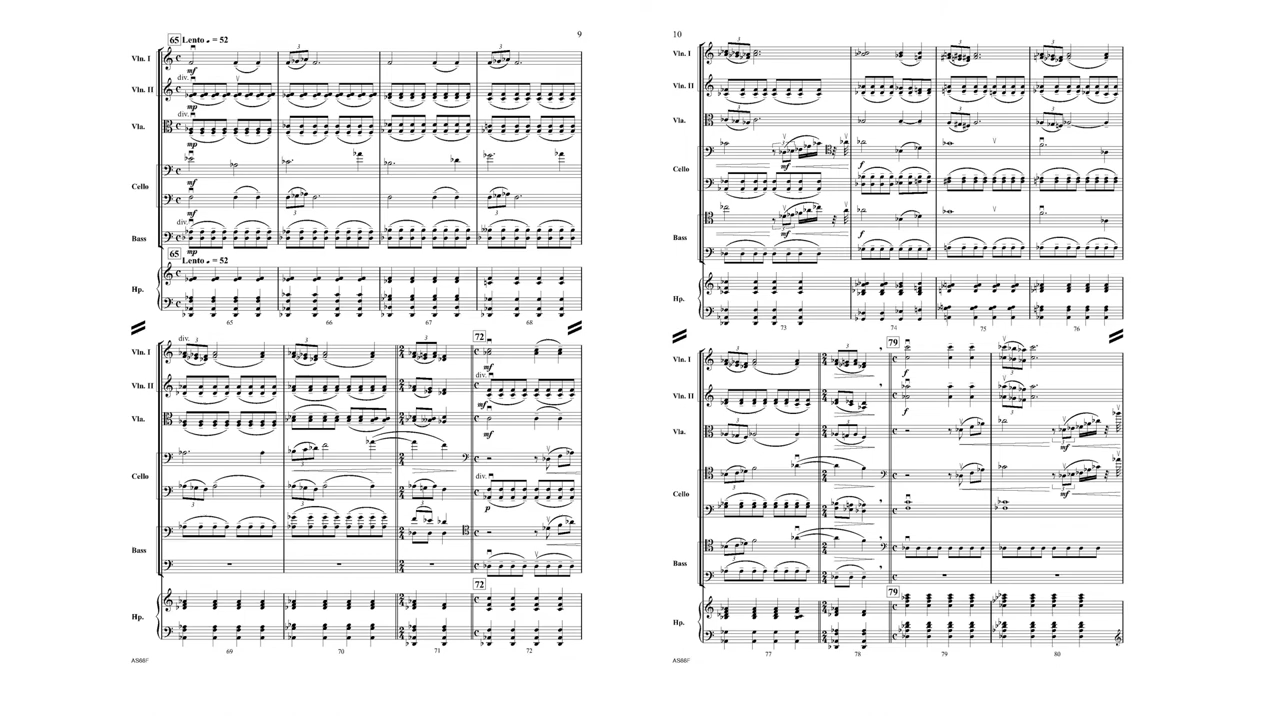 9
65 Lento 𝅘𝅥 = 52
Vln. I
mf
div.
Vln. II
mp
div.
Vla.
mp
mf
Cello
mf
div.
Bass
mp
65 Lento 𝅘𝅥 = 52
Hp.
65 66 67 68
div. 72
Vln. I
mf
div.
Vln. II
mf
Vla.
mf
Cello
div.
p
Bass
72
Hp.
69 70 71 72
AS68F
10
Vln. I
Vln. II
Vla.
mf f
Cello
mf f
Bass
Hp.
73 74 75 76
79
Vln. I
f
Vln. II
f
Vla.
mf
Cello
mf
Bass
79
Hp.
77 78 79 80
AS68F